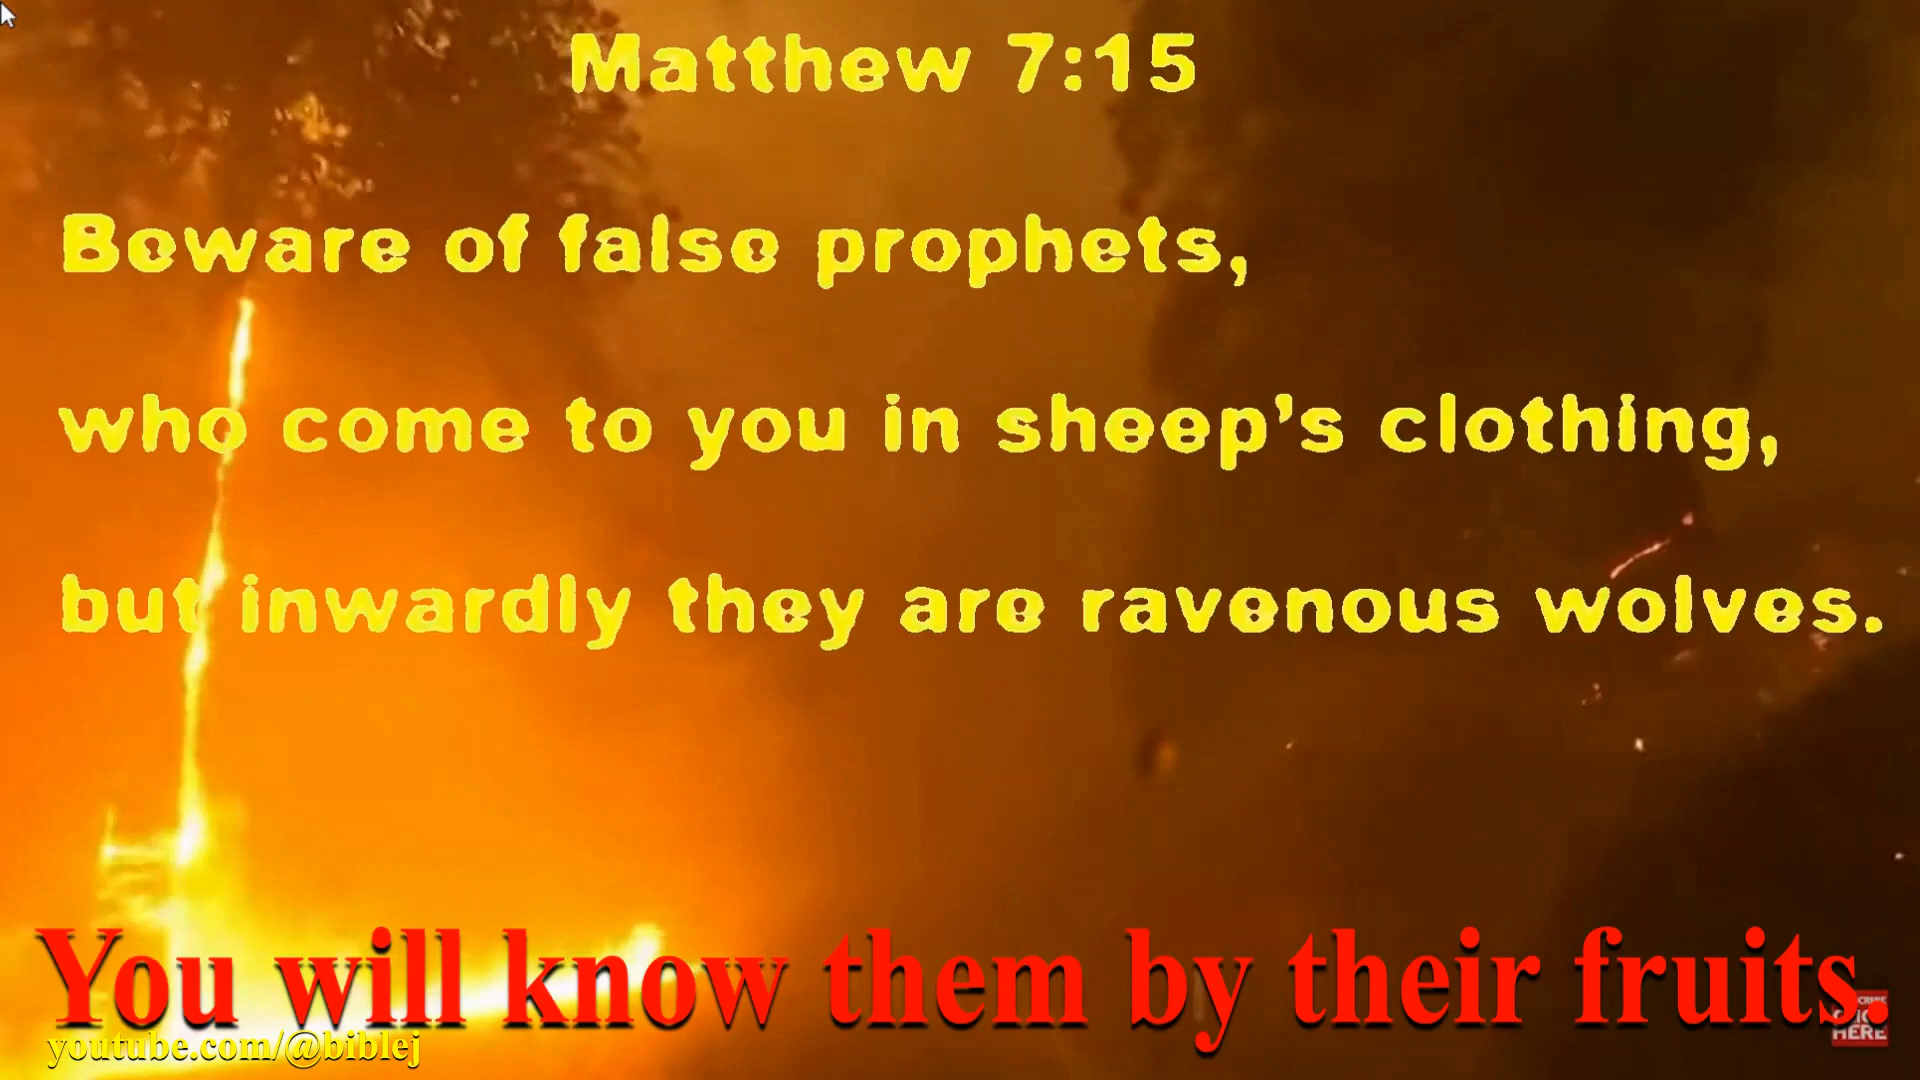 Matthew 7:15
Beware of false prophets,
who come to you in sheep's clothing,
but inwardly they are ravenous wolves.
You will know them by their fruits.
youtube.com/@biblej
HERE